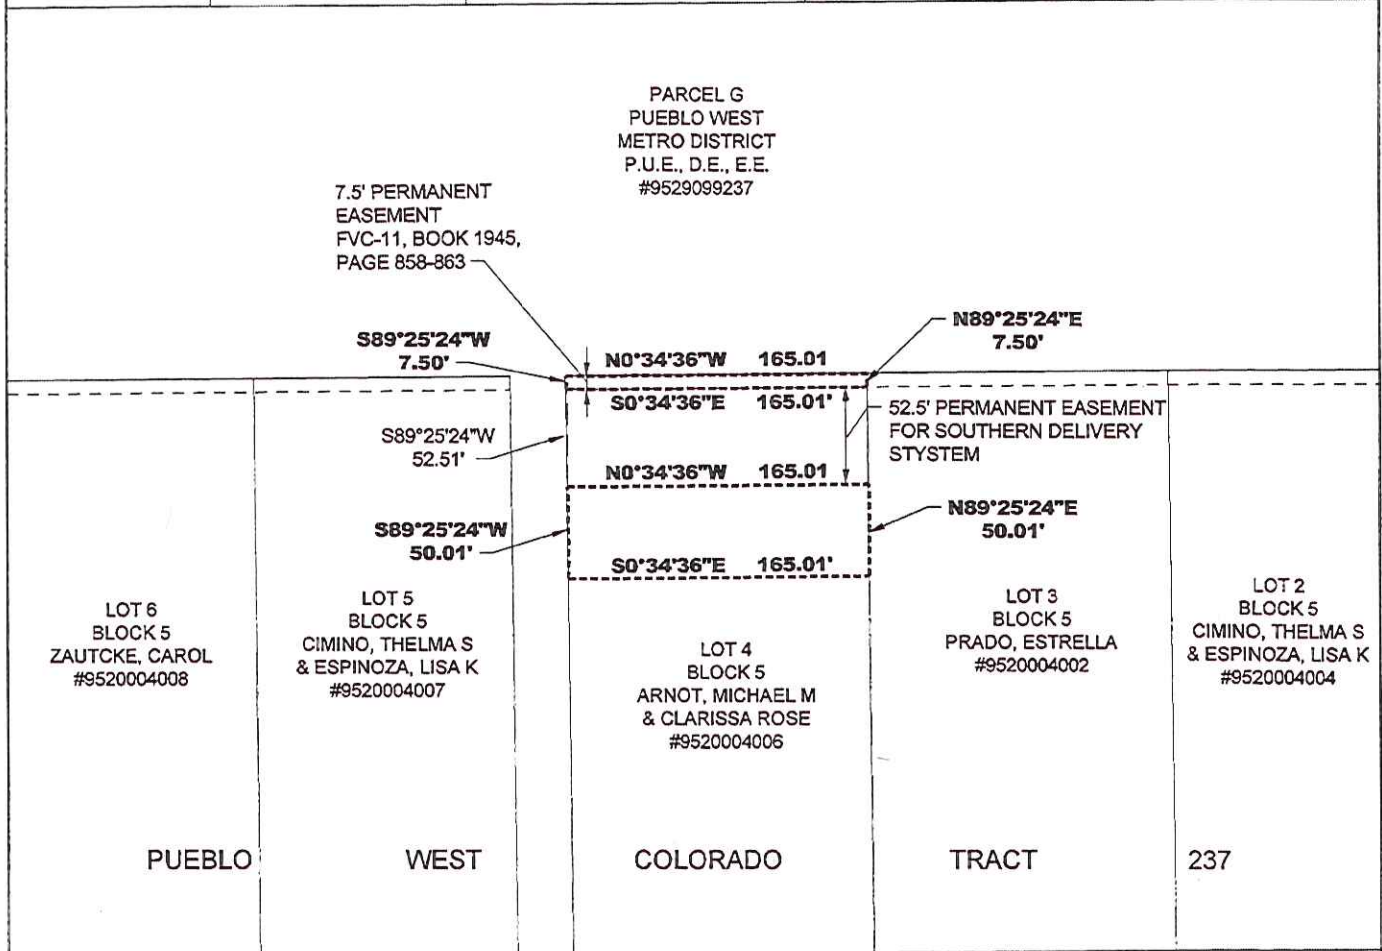 PARCEL G
PUEBLO WEST
METRO DISTRICT
P.U.E., D.E., E.E.
#9529099237
7.5' PERMANENT
EASEMENT
FVC-11, BOOK 1945,
PAGE 858-863
S89°25'24"W
7.50'
N0°34'36"W 165.01
N89°25'24"E
7.50'
S0°34'36"E 165.01'
52.5' PERMANENT EASEMENT
FOR SOUTHERN DELIVERY
STYSTEM
S89°25'24"W
52.51'
N0°34'36"W 165.01
S89°25'24"W
50.01'
N89°25'24"E
50.01'
S0°34'36"E 165.01'
LOT 6
BLOCK 5
ZAUTCKE, CAROL
#9520004008
LOT 5
BLOCK 5
CIMINO, THELMA S
& ESPINOZA, LISA K
#9520004007
LOT 4
BLOCK 5
ARNOT, MICHAEL M
& CLARISSA ROSE
#9520004006
LOT 3
BLOCK 5
PRADO, ESTRELLA
#9520004002
LOT 2
BLOCK 5
CIMINO, THELMA S
& ESPINOZA, LISA K
#9520004004
PUEBLO WEST COLORADO TRACT 237